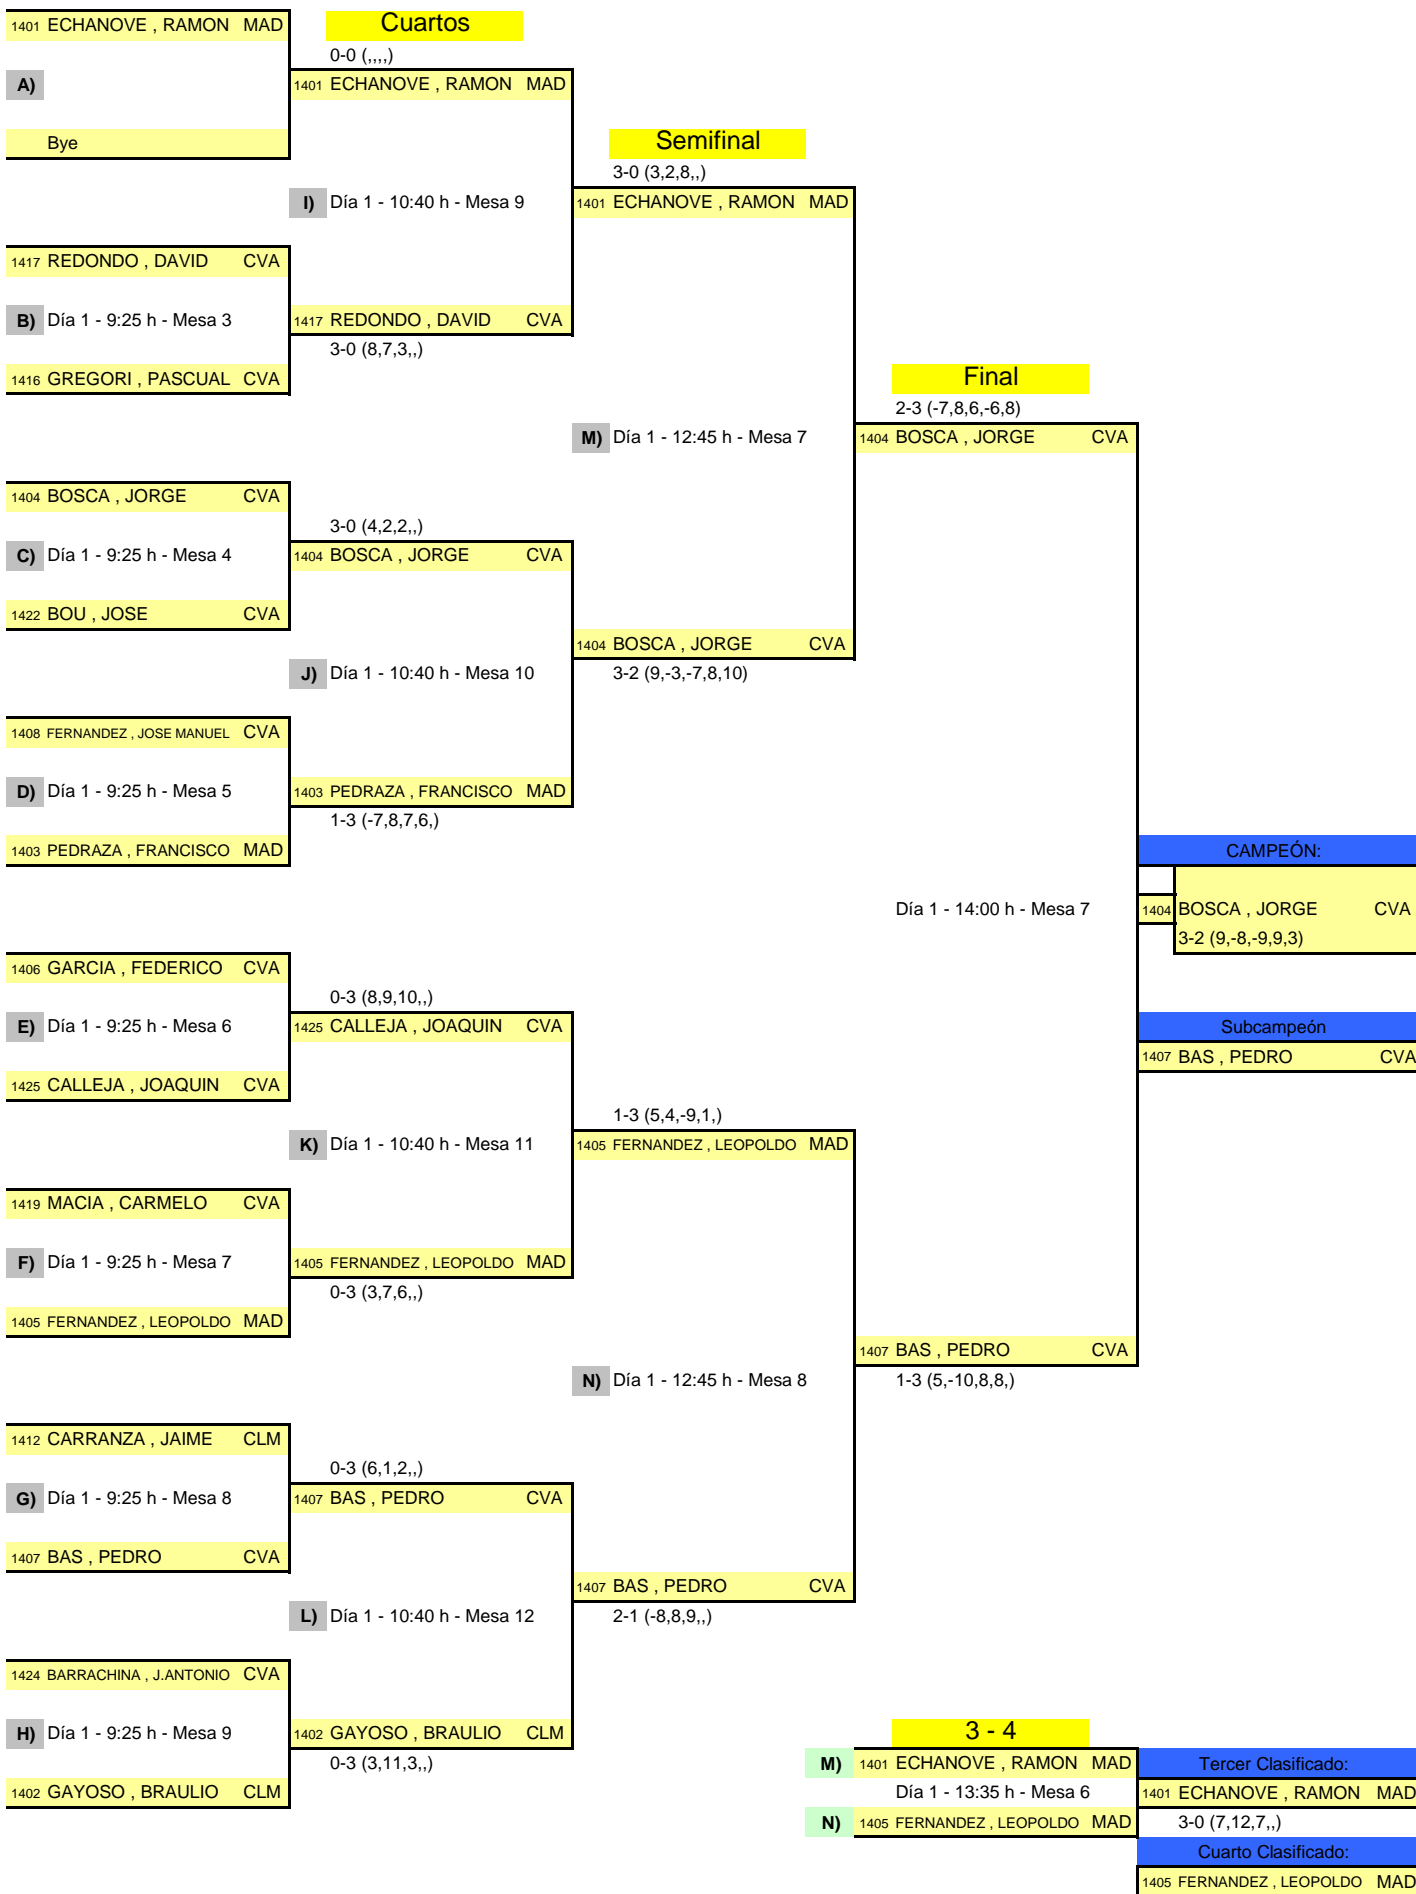 1401 ECHANOVE , RAMON MAD
Cuartos
0-0 (,,,,)
A)
1401 ECHANOVE , RAMON MAD
Bye
Semifinal
3-0 (3,2,8,,)
I) Día 1 - 10:40 h - Mesa 9
1401 ECHANOVE , RAMON MAD
1417 REDONDO , DAVID CVA
B) Día 1 - 9:25 h - Mesa 3
1417 REDONDO , DAVID CVA
3-0 (8,7,3,,)
1416 GREGORI , PASCUAL CVA
Final
2-3 (-7,8,6,-6,8)
M) Día 1 - 12:45 h - Mesa 7
1404 BOSCA , JORGE CVA
1404 BOSCA , JORGE CVA
3-0 (4,2,2,,)
C) Día 1 - 9:25 h - Mesa 4
1404 BOSCA , JORGE CVA
1422 BOU , JOSE CVA
1404 BOSCA , JORGE CVA
J) Día 1 - 10:40 h - Mesa 10
3-2 (9,-3,-7,8,10)
1408 FERNANDEZ , JOSE MANUEL CVA
D) Día 1 - 9:25 h - Mesa 5
1403 PEDRAZA , FRANCISCO MAD
1-3 (-7,8,7,6,)
1403 PEDRAZA , FRANCISCO MAD
CAMPEÓN:
Día 1 - 14:00 h - Mesa 7
1404 BOSCA , JORGE CVA
3-2 (9,-8,-9,9,3)
1406 GARCIA , FEDERICO CVA
0-3 (8,9,10,,)
E) Día 1 - 9:25 h - Mesa 6
1425 CALLEJA , JOAQUIN CVA
Subcampeón
1407 BAS , PEDRO CVA
1425 CALLEJA , JOAQUIN CVA
1-3 (5,4,-9,1,)
K) Día 1 - 10:40 h - Mesa 11
1405 FERNANDEZ , LEOPOLDO MAD
1419 MACIA , CARMELO CVA
F) Día 1 - 9:25 h - Mesa 7
1405 FERNANDEZ , LEOPOLDO MAD
0-3 (3,7,6,,)
1405 FERNANDEZ , LEOPOLDO MAD
1407 BAS , PEDRO CVA
N) Día 1 - 12:45 h - Mesa 8
1-3 (5,-10,8,8,)
1412 CARRANZA , JAIME CLM
0-3 (6,1,2,,)
G) Día 1 - 9:25 h - Mesa 8
1407 BAS , PEDRO CVA
1407 BAS , PEDRO CVA
1407 BAS , PEDRO CVA
L) Día 1 - 10:40 h - Mesa 12
2-1 (-8,8,9,,)
1424 BARRACHINA , J.ANTONIO CVA
H) Día 1 - 9:25 h - Mesa 9
1402 GAYOSO , BRAULIO CLM
0-3 (3,11,3,,)
1402 GAYOSO , BRAULIO CLM
3 - 4
M) 1401 ECHANOVE , RAMON MAD
Tercer Clasificado:
Día 1 - 13:35 h - Mesa 6
1401 ECHANOVE , RAMON MAD
N) 1405 FERNANDEZ , LEOPOLDO MAD
3-0 (7,12,7,,)
Cuarto Clasificado:
1405 FERNANDEZ , LEOPOLDO MAD